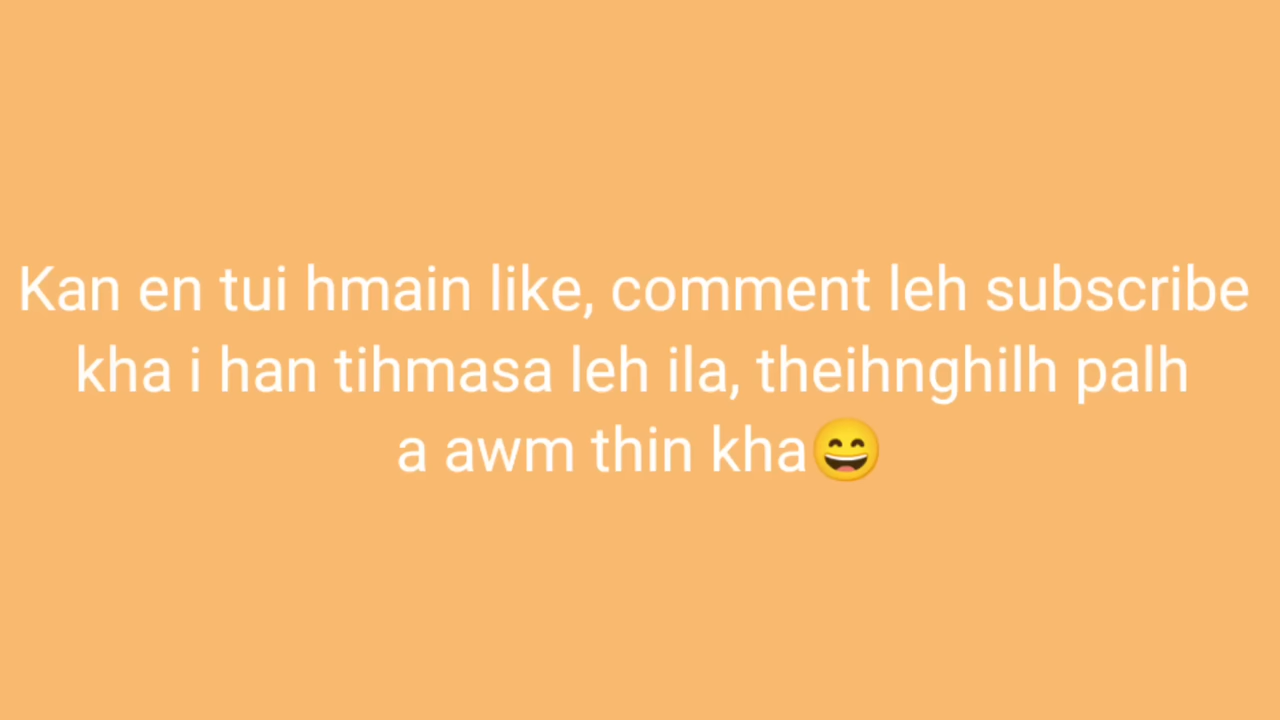 Kan en tui hmain like, comment leh subscribe
kha i han tihmasa leh ila, theihnghilh palh
a awm thin kha😄